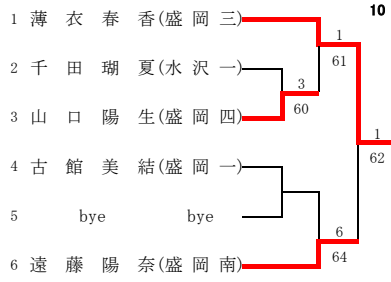 10
1 薄 衣 春 香(盛 岡 三)
1
61
2 千 田 瑚 夏(水 沢 一)
3
60
3 山 口 陽 生(盛 岡 四)
1
62
4 古 舘 美 結(盛 岡 一)
5 bye bye
6
64
6 遠 藤 陽 奈(盛 岡 南)